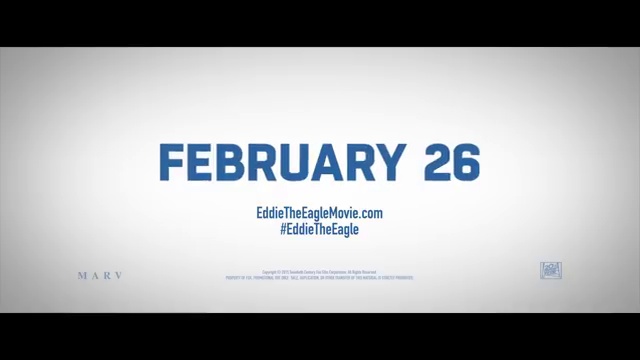 FEBRUARY 26
EddieTheEagleMovie.com
#EddieTheEagle
MARV
Copyright © 2015 Twentieth Century Fox Film Corporation. All Rights Reserved.
PROPERTY OF FOX. PROMOTIONAL USE ONLY. SALE, DUPLICATION, OR OTHER TRANSFER OF THIS MATERIAL IS STRICTLY PROHIBITED.